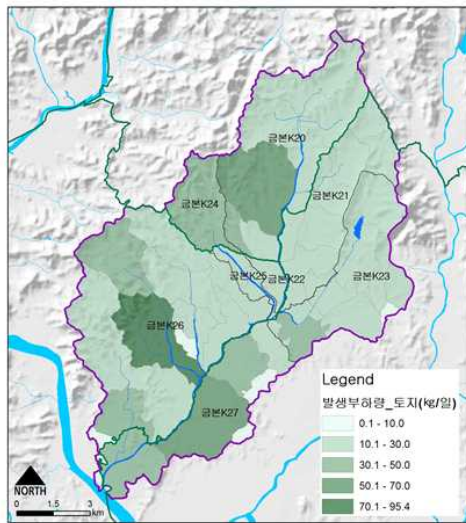 금본K20
금본K24
금본K21
금본K25
금본K22
금본K23
금본K26
금본K27
Legend
발생부하량_토지(kg/일)
0.1 - 10.0
10.1 - 30.0
30.1 - 50.0
50.1 - 70.0
70.1 - 95.4
NORTH
0 1.5 3
km